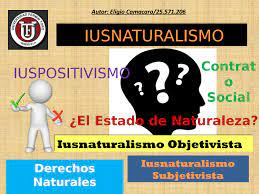 Autor: Eligio Camacara/25.571.206
IUSNATURALISMO
IUSPOSITIVISMO
Contrat
o
Social
¿El Estado de Naturaleza?
Iusnaturalismo Objetivista
Derechos
Naturales
Iusnaturalismo
Subjetivista